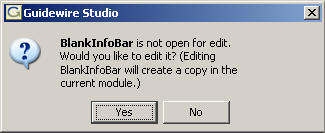 Guidewire Studio
BlankInfoBar is not open for edit.
Would you like to edit it? (Editing
BlankInfoBar will create a copy in the
current module.)
Yes
No